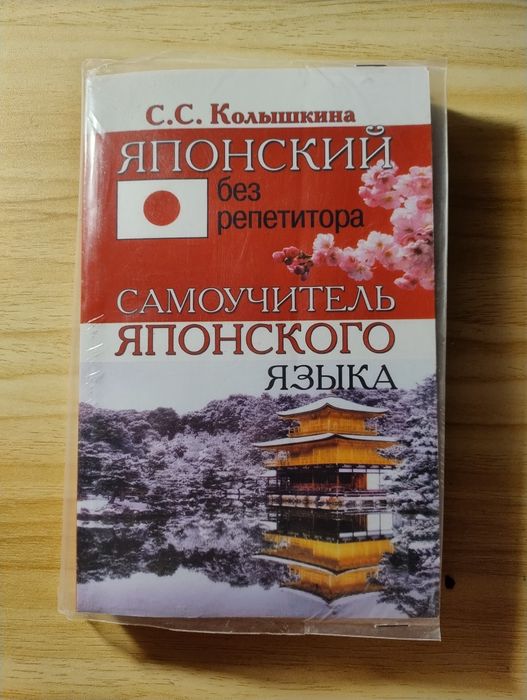 С.С. Колышкина
ЯПОНСКИЙ
без
репетитора
САМОУЧИТЕЛЬ
ЯПОНСКОГО
ЯЗЫКА